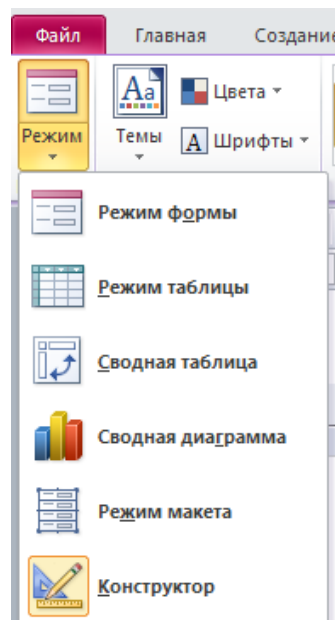 Файл Главная Создание
Aa Цвета
Режим Темы A Шрифты
Режим формы
Режим таблицы
Сводная таблица
Сводная диаграмма
Режим макета
Конструктор